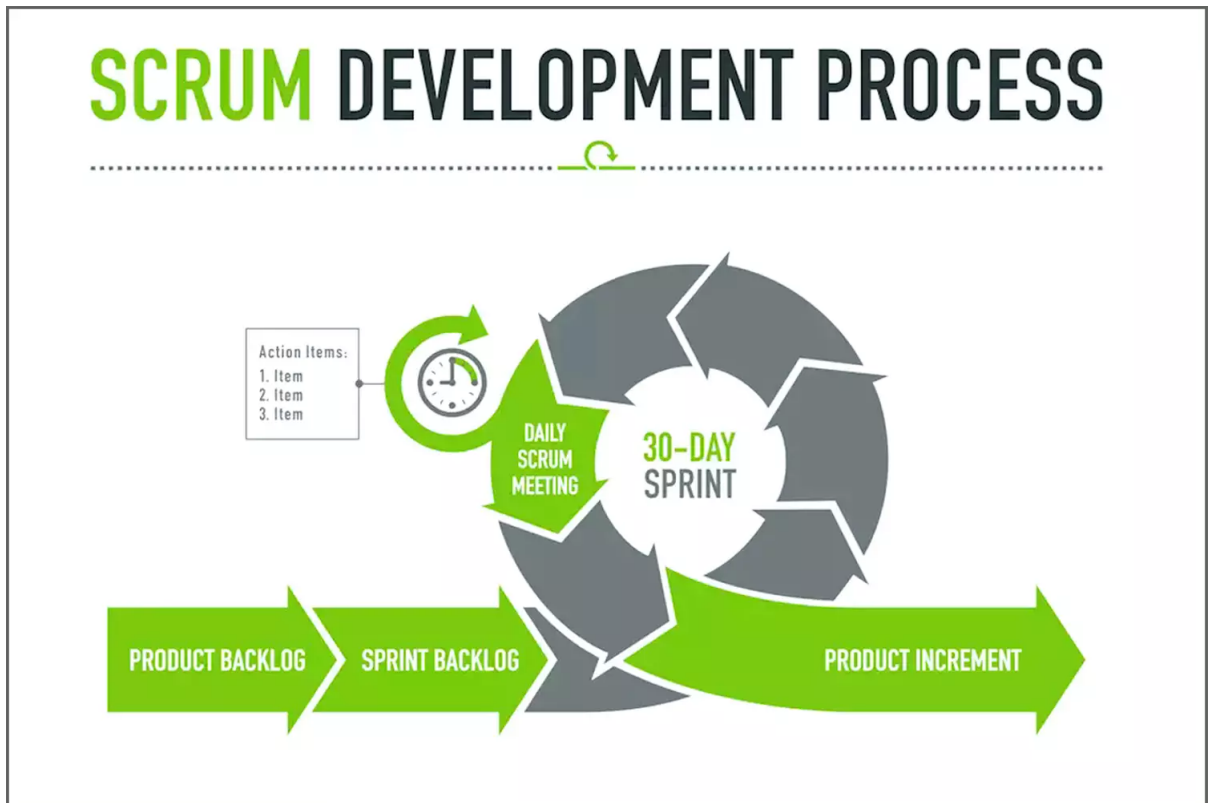 SCRUM DEVELOPMENT PROCESS
Action Items:
1. Item
2. Item
3. Item
DAILY
SCRUM
MEETING
30-DAY
SPRINT
PRODUCT BACKLOG
SPRINT BACKLOG
PRODUCT INCREMENT